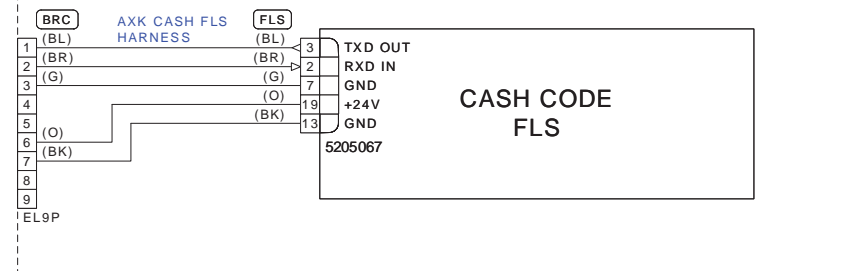 BRC
AXK CASH FLS
HARNESS
FLS
1 (BL) (BL) 3 TXD OUT
2 (BR) (BR) 2 RXD IN
3 (G) (G) 7 GND
4 (O) 19 +24V
5 (BK) 13 GND
6 (O)
7 (BK)
8
9
EL9P
5205067
CASH CODE
FLS